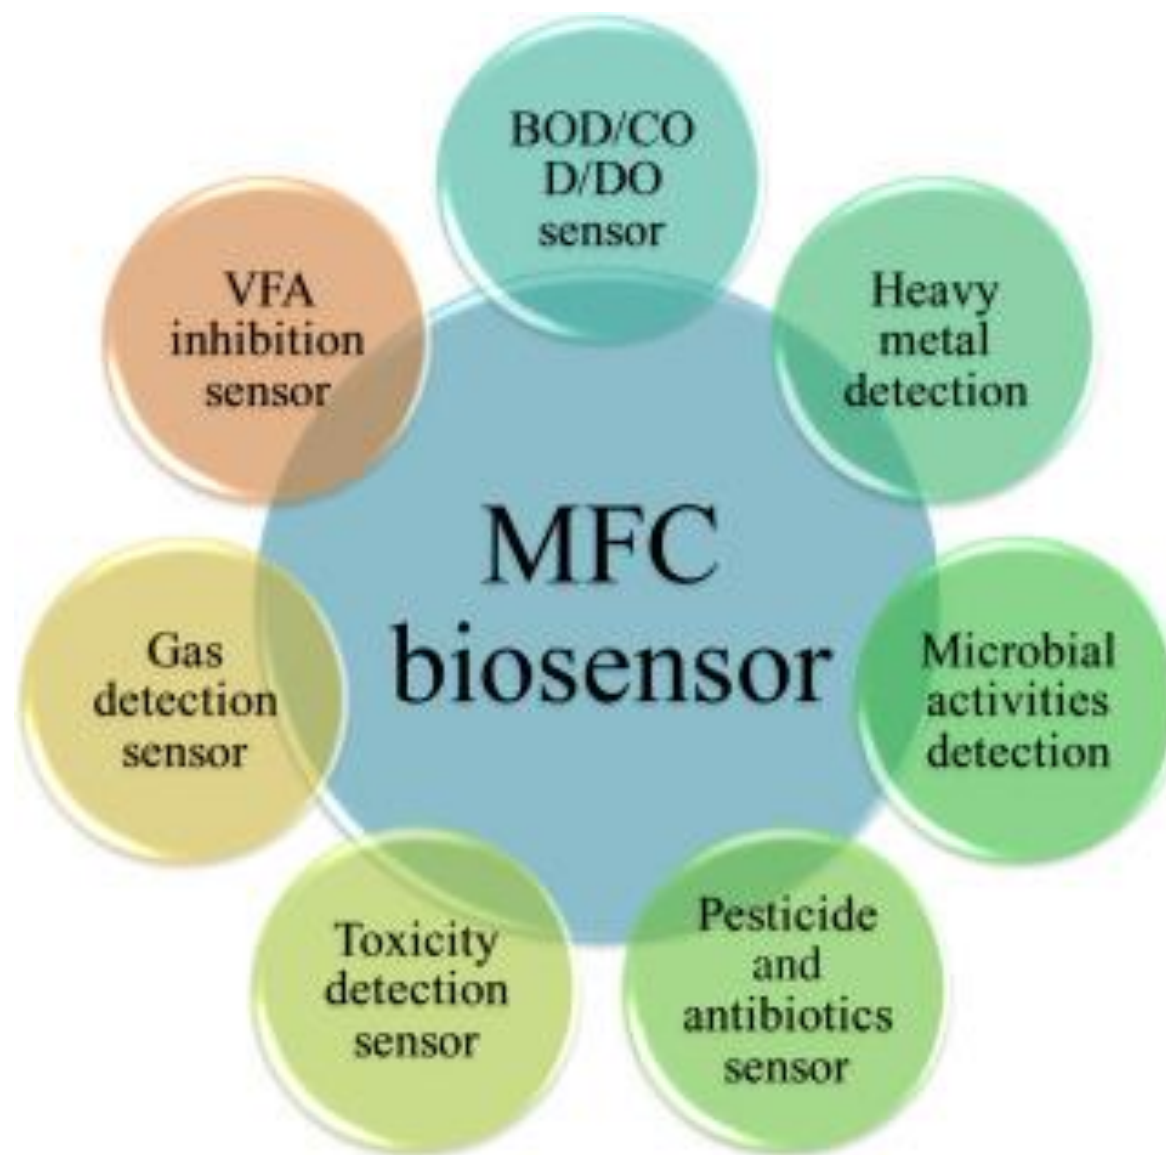 BOD/CO
D/DO
sensor
Heavy
metal
detection
Microbial
activities
detection
Pesticide
and
antibiotics
sensor
Toxicity
detection
sensor
Gas
detection
sensor
VFA
inhibition
sensor
MFC
biosensor